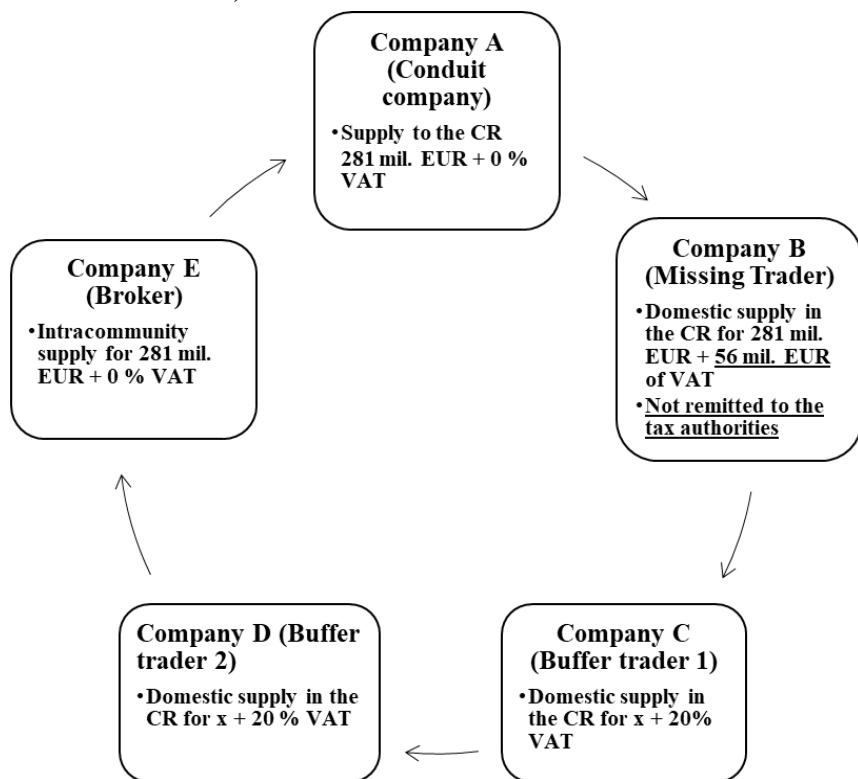 Company A
(Conduit
company)
•Supply to the CR
281 mil. EUR + 0 %
VAT
Company B
(Missing Trader)
•Domestic supply in
the CR for 281 mil.
EUR + 56 mil. EUR
of VAT
•Not remitted to the
tax authorities
Company C
(Buffer trader 1)
•Domestic supply in
the CR for x + 20%
VAT
Company D (Buffer
trader 2)
•Domestic supply in the
CR for x + 20 % VAT
Company E
(Broker)
•Intracommunity
supply for 281 mil.
EUR + 0 % VAT